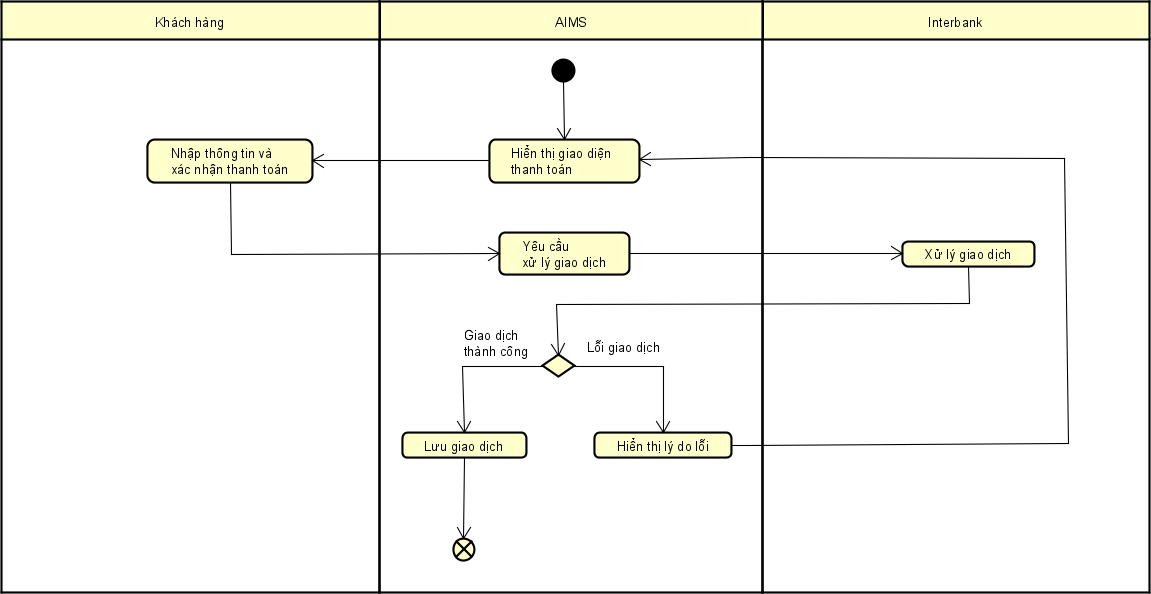 Khách hàng
AIMS
Interbank
Nhập thông tin và
xác nhận thanh toán
Hiển thị giao diện
thanh toán
Yêu cầu
xử lý giao dịch
Xử lý giao dịch
Giao dịch
thành công
Lỗi giao dịch
Lưu giao dịch
Hiển thị lý do lỗi